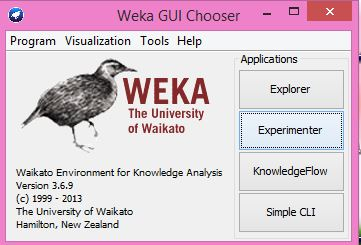 Weka GUI Chooser
Program Visualization Tools Help
WEKA
The University
of Waikato
Waikato Environment for Knowledge Analysis
Version 3.6.9
(c) 1999 - 2013
The University of Waikato
Hamilton, New Zealand
Applications
Explorer
Experimenter
KnowledgeFlow
Simple CLI